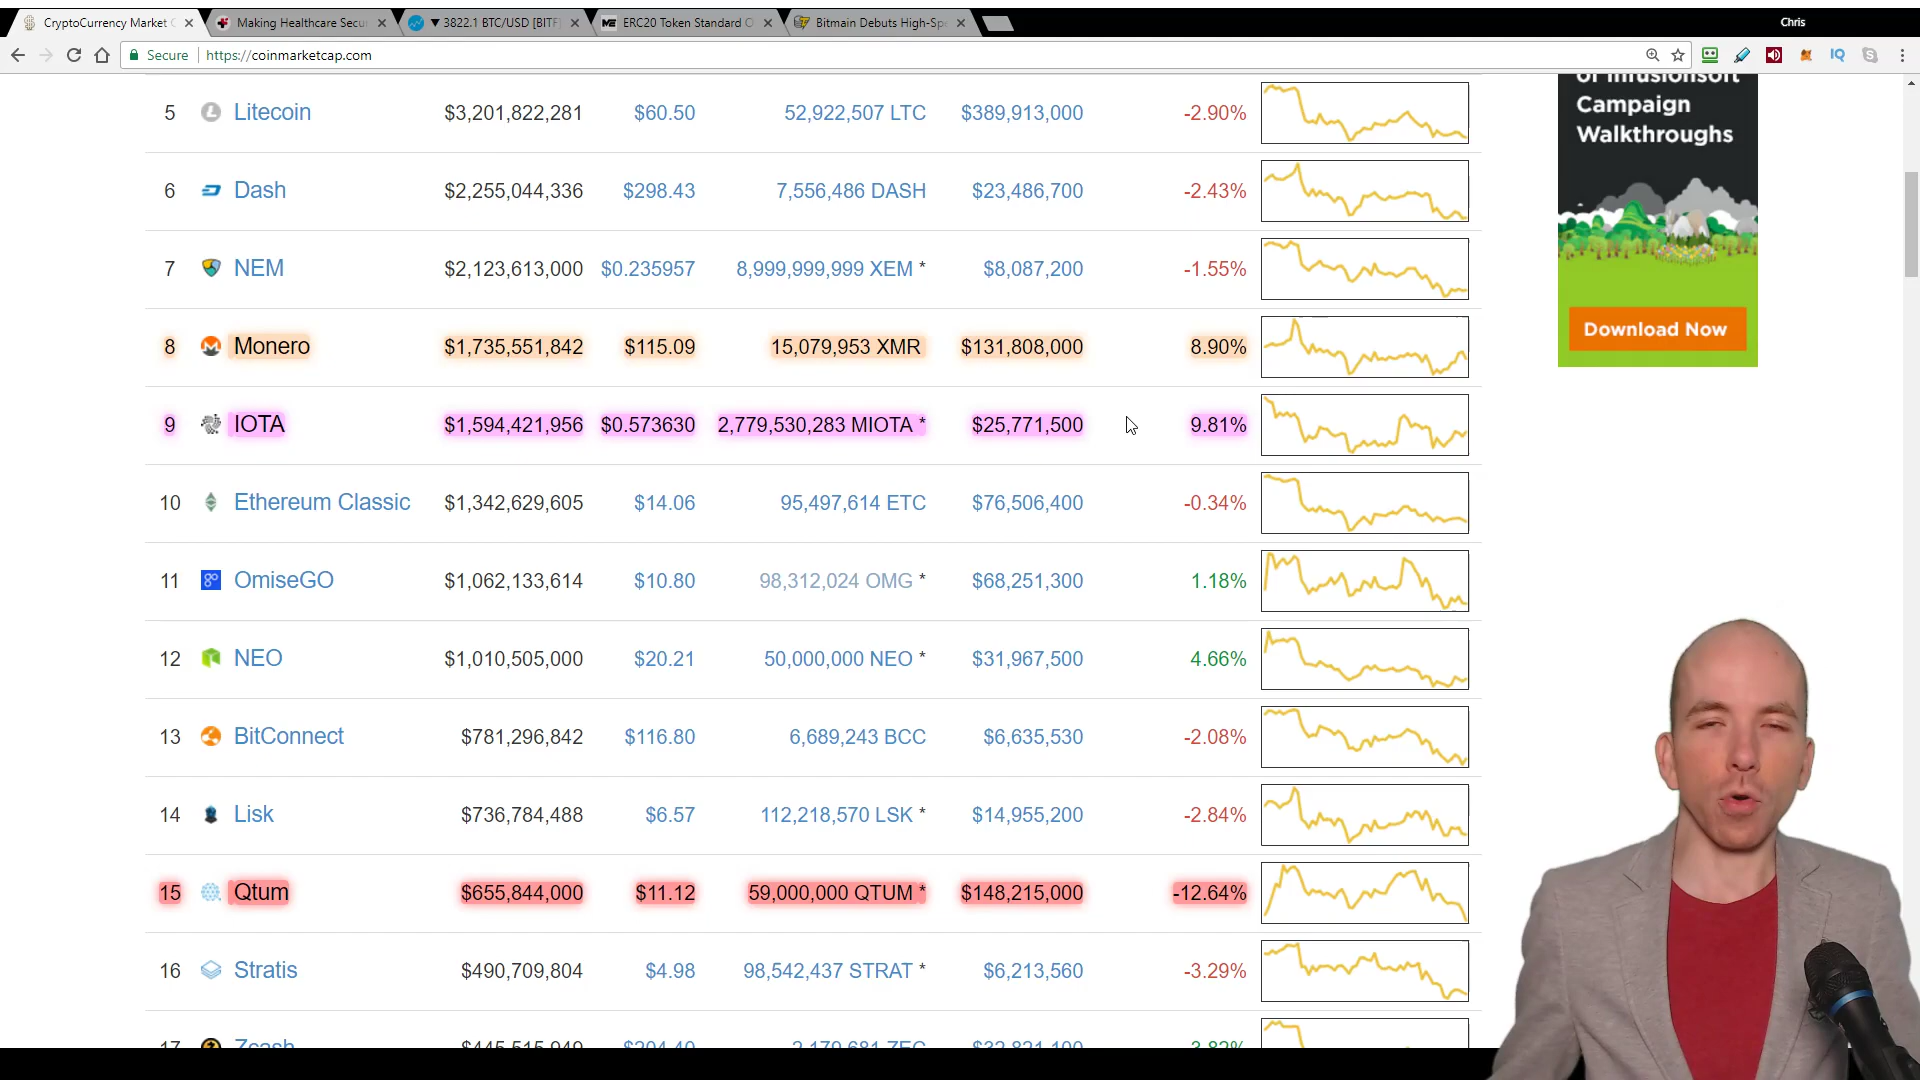 CryptoCurrency Market C
Making Healthcare Secu
▼ 3822.1 BTC/USD [BITF
ERC20 Token Standard O
Bitmain Debuts High-Spe
Chris
Secure https://coinmarketcap.com
of Infusionsoft
Campaign
Walkthroughs
Download Now
5 Litecoin $3,201,822,281 $60.50 52,922,507 LTC $389,913,000 -2.90%
6 Dash $2,255,044,336 $298.43 7,556,486 DASH $23,486,700 -2.43%
7 NEM $2,123,613,000 $0.235957 8,999,999,999 XEM * $8,087,200 -1.55%
8 Monero $1,735,551,842 $115.09 15,079,953 XMR $131,808,000 8.90%
9 IOTA $1,594,421,956 $0.573630 2,779,530,283 MIOTA * $25,771,500 9.81%
10 Ethereum Classic $1,342,629,605 $14.06 95,497,614 ETC $76,506,400 -0.34%
11 OmiseGO $1,062,133,614 $10.80 98,312,024 OMG * $68,251,300 1.18%
12 NEO $1,010,505,000 $20.21 50,000,000 NEO * $31,967,500 4.66%
13 BitConnect $781,296,842 $116.80 6,689,243 BCC $6,635,530 -2.08%
14 Lisk $736,784,488 $6.57 112,218,570 LSK * $14,955,200 -2.84%
15 Qtum $655,844,000 $11.12 59,000,000 QTUM * $148,215,000 -12.64%
16 Stratis $490,709,804 $4.98 98,542,437 STRAT * $6,213,560 -3.29%
17 Zcash $204.40